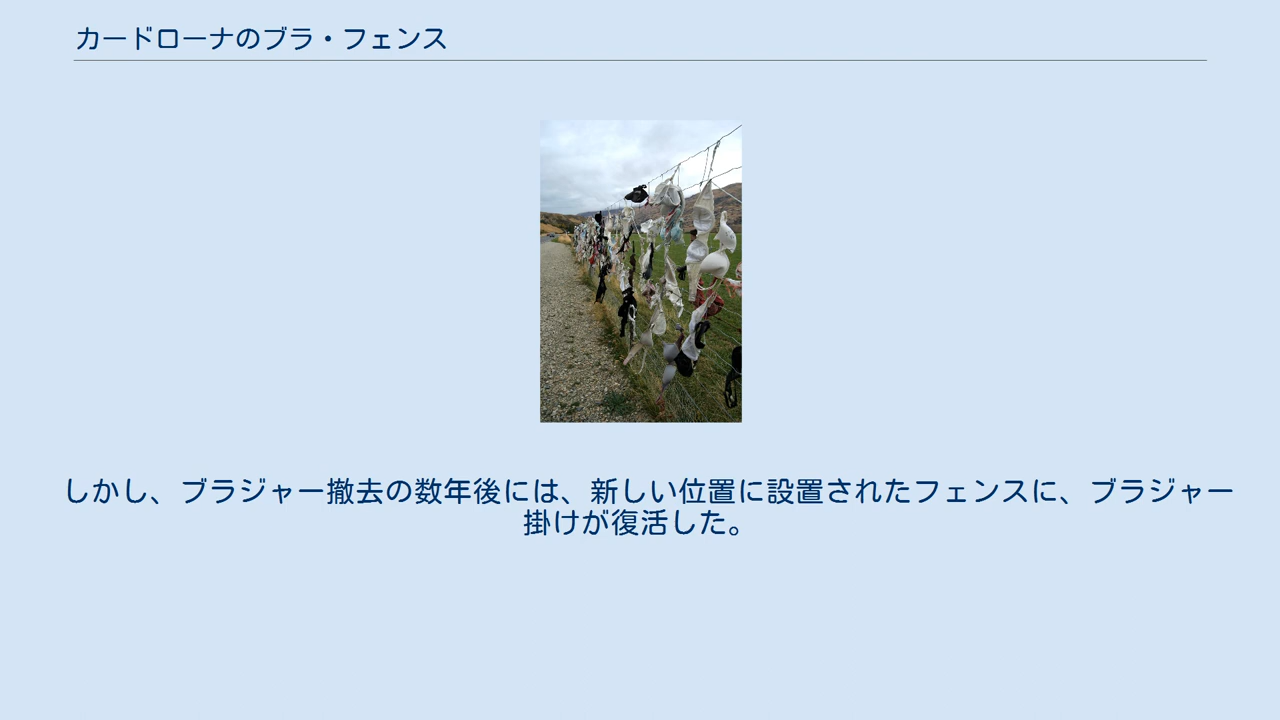 カードローナのブラ・フェンス
しかし、ブラジャー撤去の数年後には、新しい位置に設置されたフェンスに、ブラジャー
掛けが復活した。